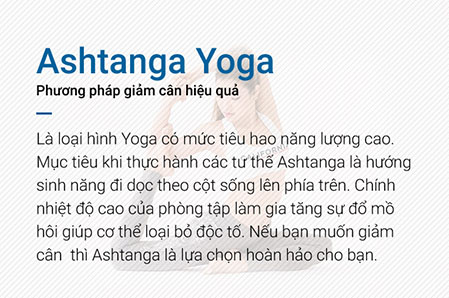 Ashtanga Yoga
Phương pháp giảm cân hiệu quả
Là loại hình Yoga có mức tiêu hao năng lượng cao.
Mục tiêu khi thực hành các tư thế Ashtanga là hướng
sinh năng đi dọc theo cột sống lên phía trên. Chính
nhiệt độ cao của phòng tập làm gia tăng sự đổ mồ
hôi giúp cơ thể loại bỏ độc tố. Nếu bạn muốn giảm
cân thì Ashtanga là lựa chọn hoàn hảo cho bạn.